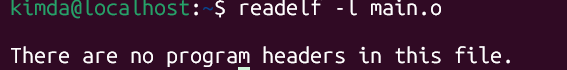 kimda@localhost:~$ readelf -l main.o
There are no program headers in this file.